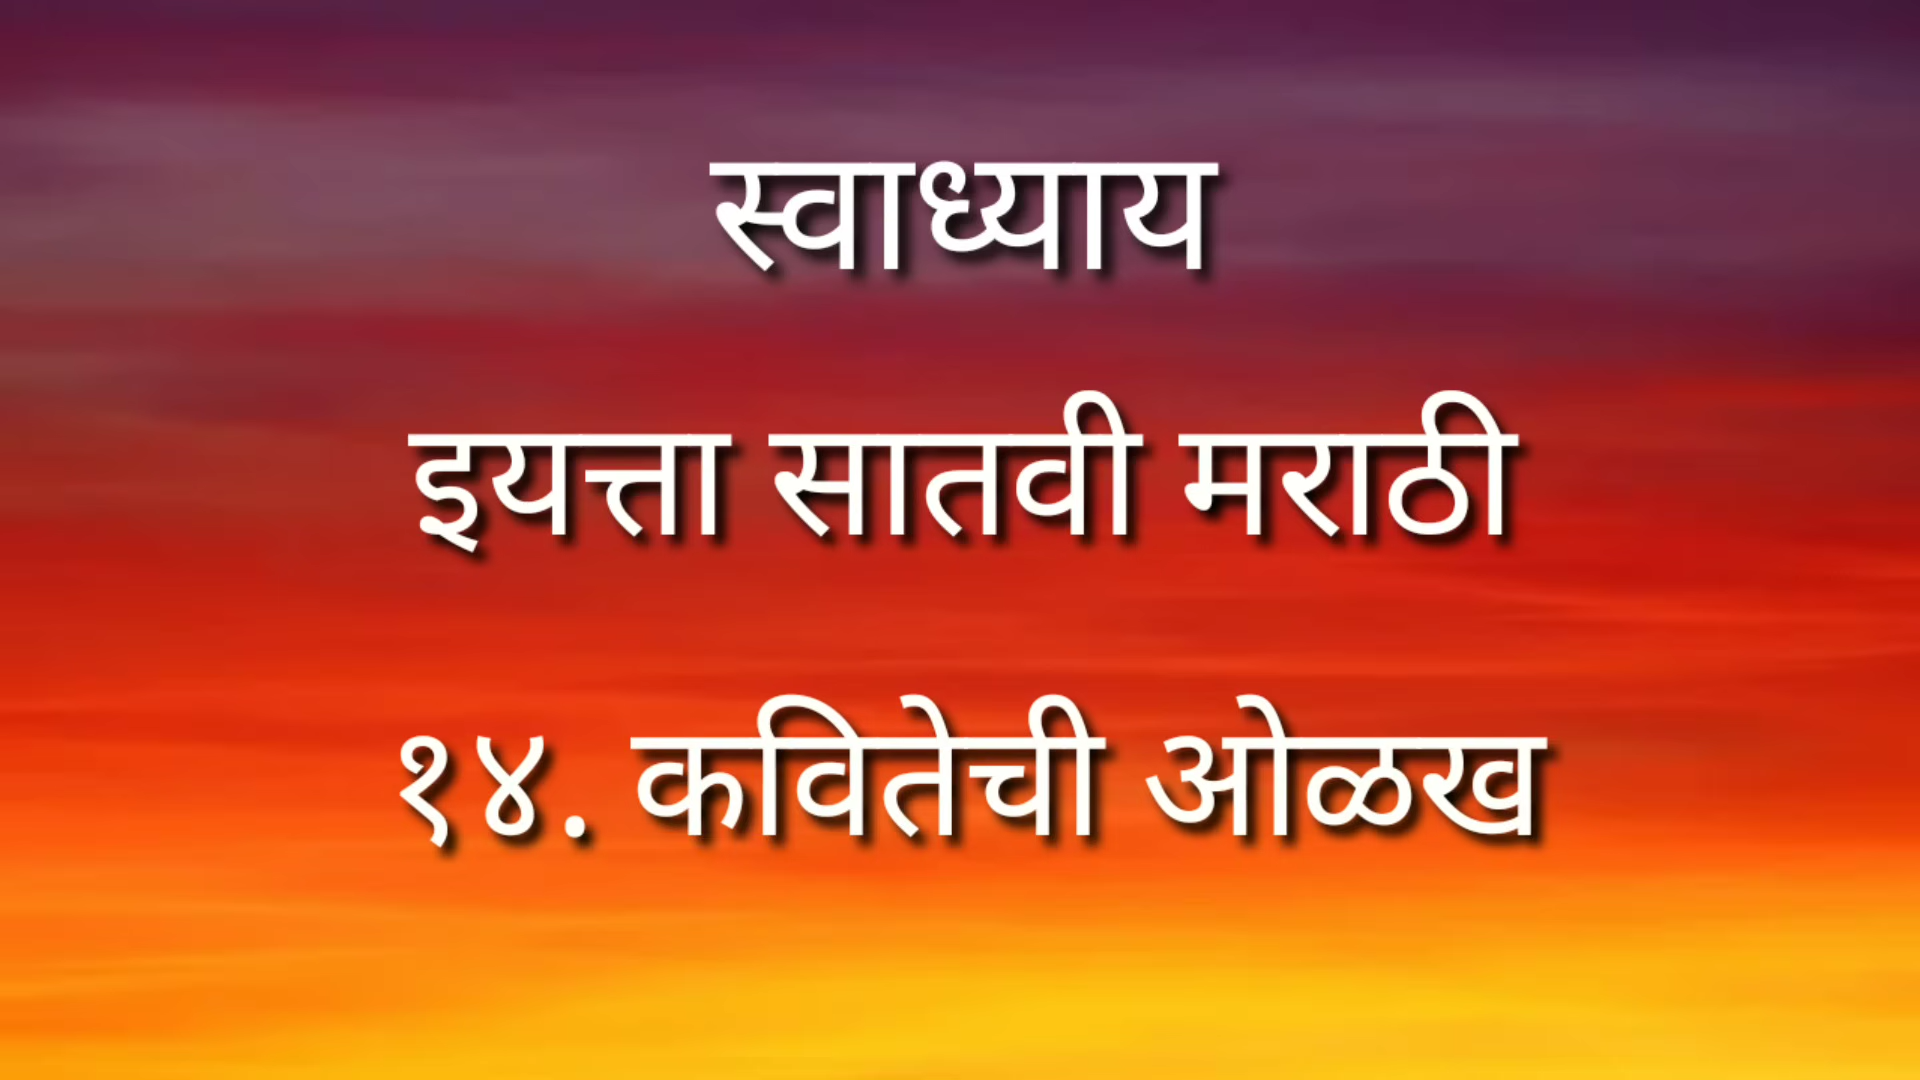 स्वाध्याय
इयत्ता सातवी मराठी
१४. कवितेची ओळख